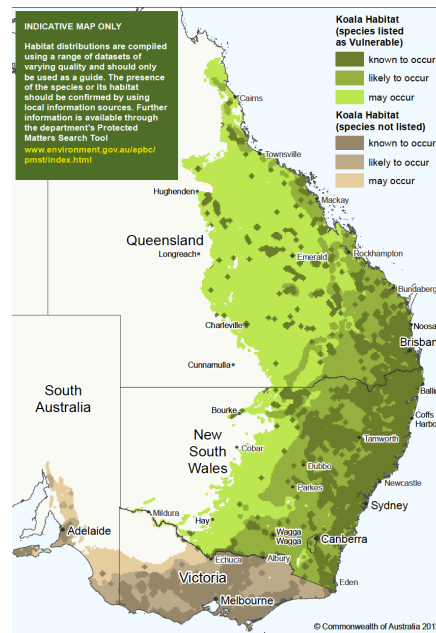 INDICATIVE MAP ONLY
Habitat distributions are compiled
using a range of datasets of
varying quality and should only
be used as a guide. The presence
of the species or its habitat
should be confirmed by using
local information sources. Further
information is available through
the department's Protected
Matters Search Tool
www.environment.gov.au/epbc/
pmst/index.html
Koala Habitat
(species listed
as Vulnerable)
known to occur
likely to occur
may occur
Koala Habitat
(species not listed)
known to occur
likely to occur
may occur
Cairns
Townsville
Hughenden
Mackay
Queensland
Longreach
Emerald
Rockhampton
Bundaberg
Charleville
Noosa
Brisban
Cunnamulla
South
Australia
Ballin
Bourke
Coffs
Harbo
New
South
Wales
Cobar
Tamworth
Dubbo
Parkes
Newcastle
Mildura
Hay
Sydney
Adelaide
Wagga
Wagga
Canberra
Echuca
Albury
Victoria
Eden
Melbourne
© Commonwealth of Australia 201